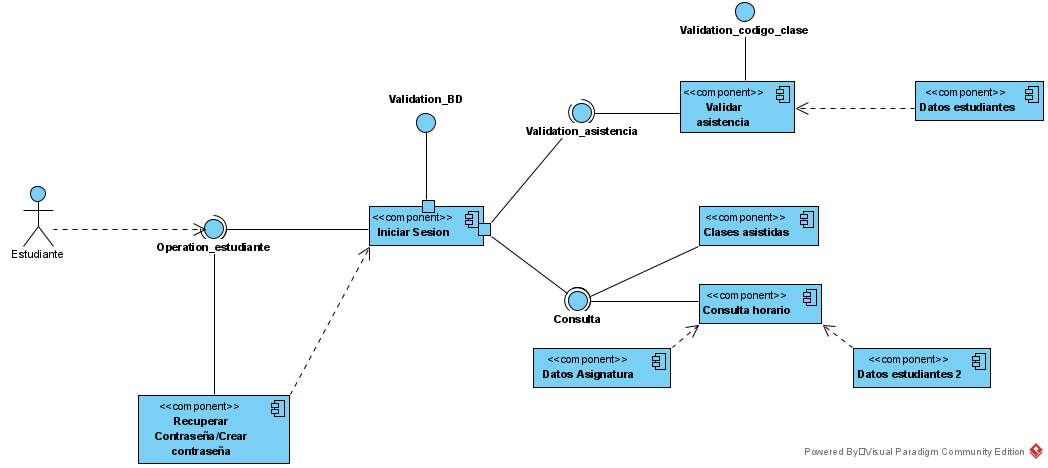 Validation_codigo_clase
<<component>>
Validar
asistencia
<<component>>
Datos estudiantes
Validation_BD
Validation_asistencia
Estudiante
Operation_estudiante
<<component>>
Iniciar Sesion
<<component>>
Clases asistidas
Consulta
<<component>>
Consulta horario
<<component>>
Datos Asignatura
<<component>>
Datos estudiantes 2
<<component>>
Recuperar
Contraseña/Crear
contraseña
Powered By Visual Paradigm Community Edition